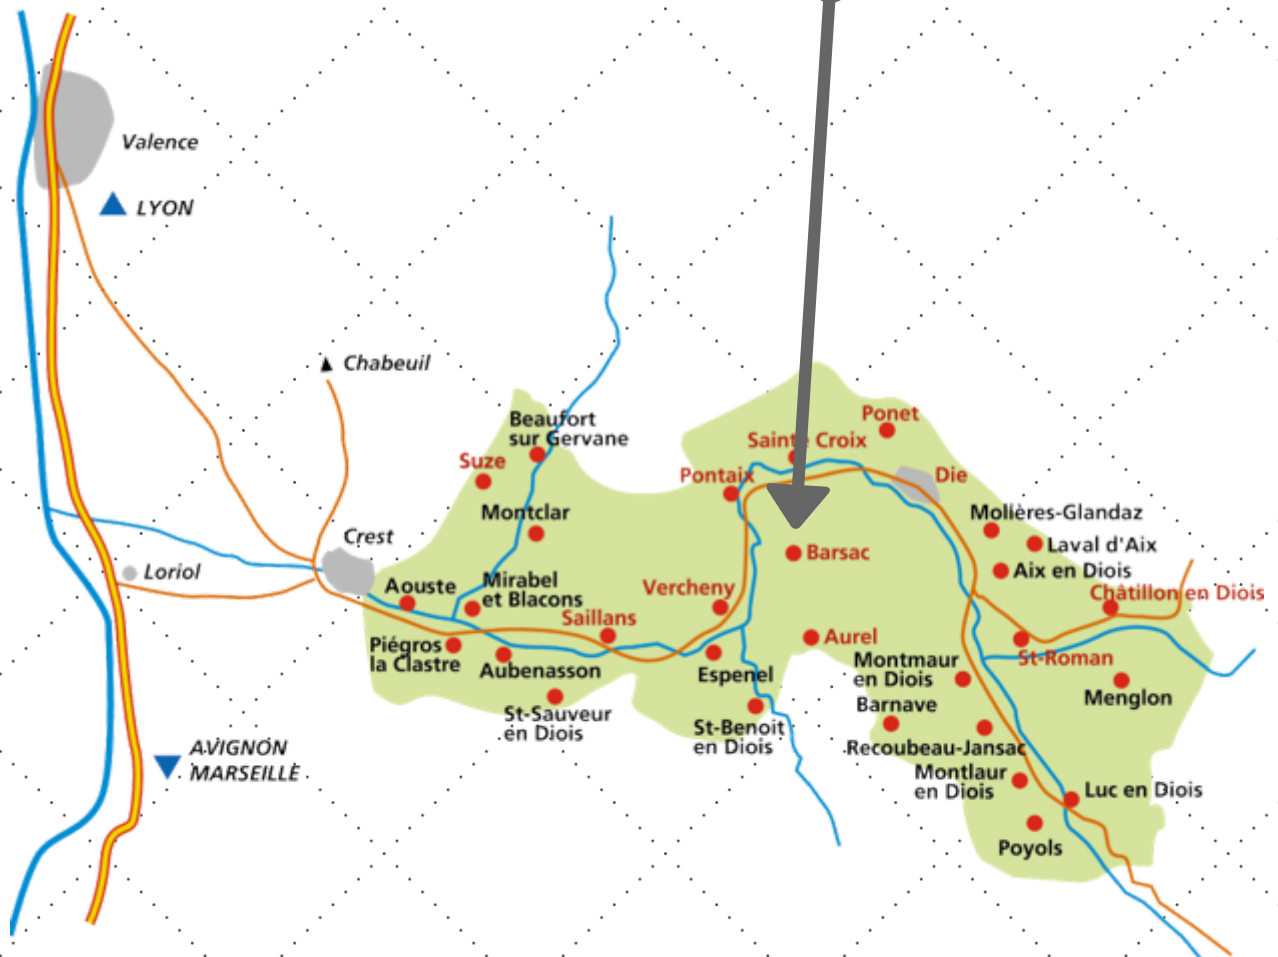 Valence
LYON
Chabeuil
Beaufort
sur Gervane
Suze
Montclar
Crest
Loriol
Aouste
Mirabel
et Blacons
Saillans
Piégros
la Clastre
Aubenasson
St-Sauveur
en Diois
AVIGNON
MARSEILLE
Ponet
Sainte Croix
Pontaix
Die
Barsac
Vercheny
Aurel
Espenel
St-Benoit
en Diois
Molières-Glandaz
Laval d'Aix
Aix en Diois
Châtillon en Diois
St-Roman
Montmaur
en Diois
Menglon
Barnave
Recoubeau-Jansac
Montlaur
en Diois
Luc en Diois
Poyols